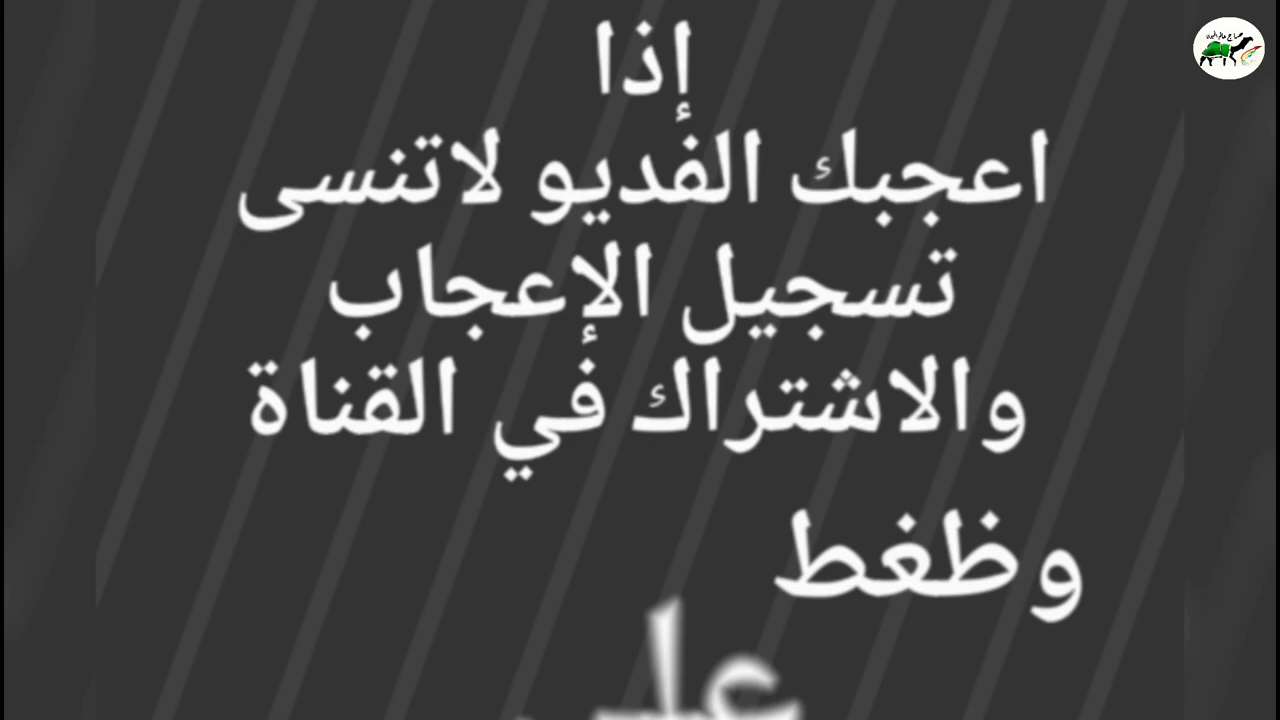 إذا
اعجبك الفديو لاتنسى
تسجيل الإعجاب
والاشتراك في القناة
وظغط